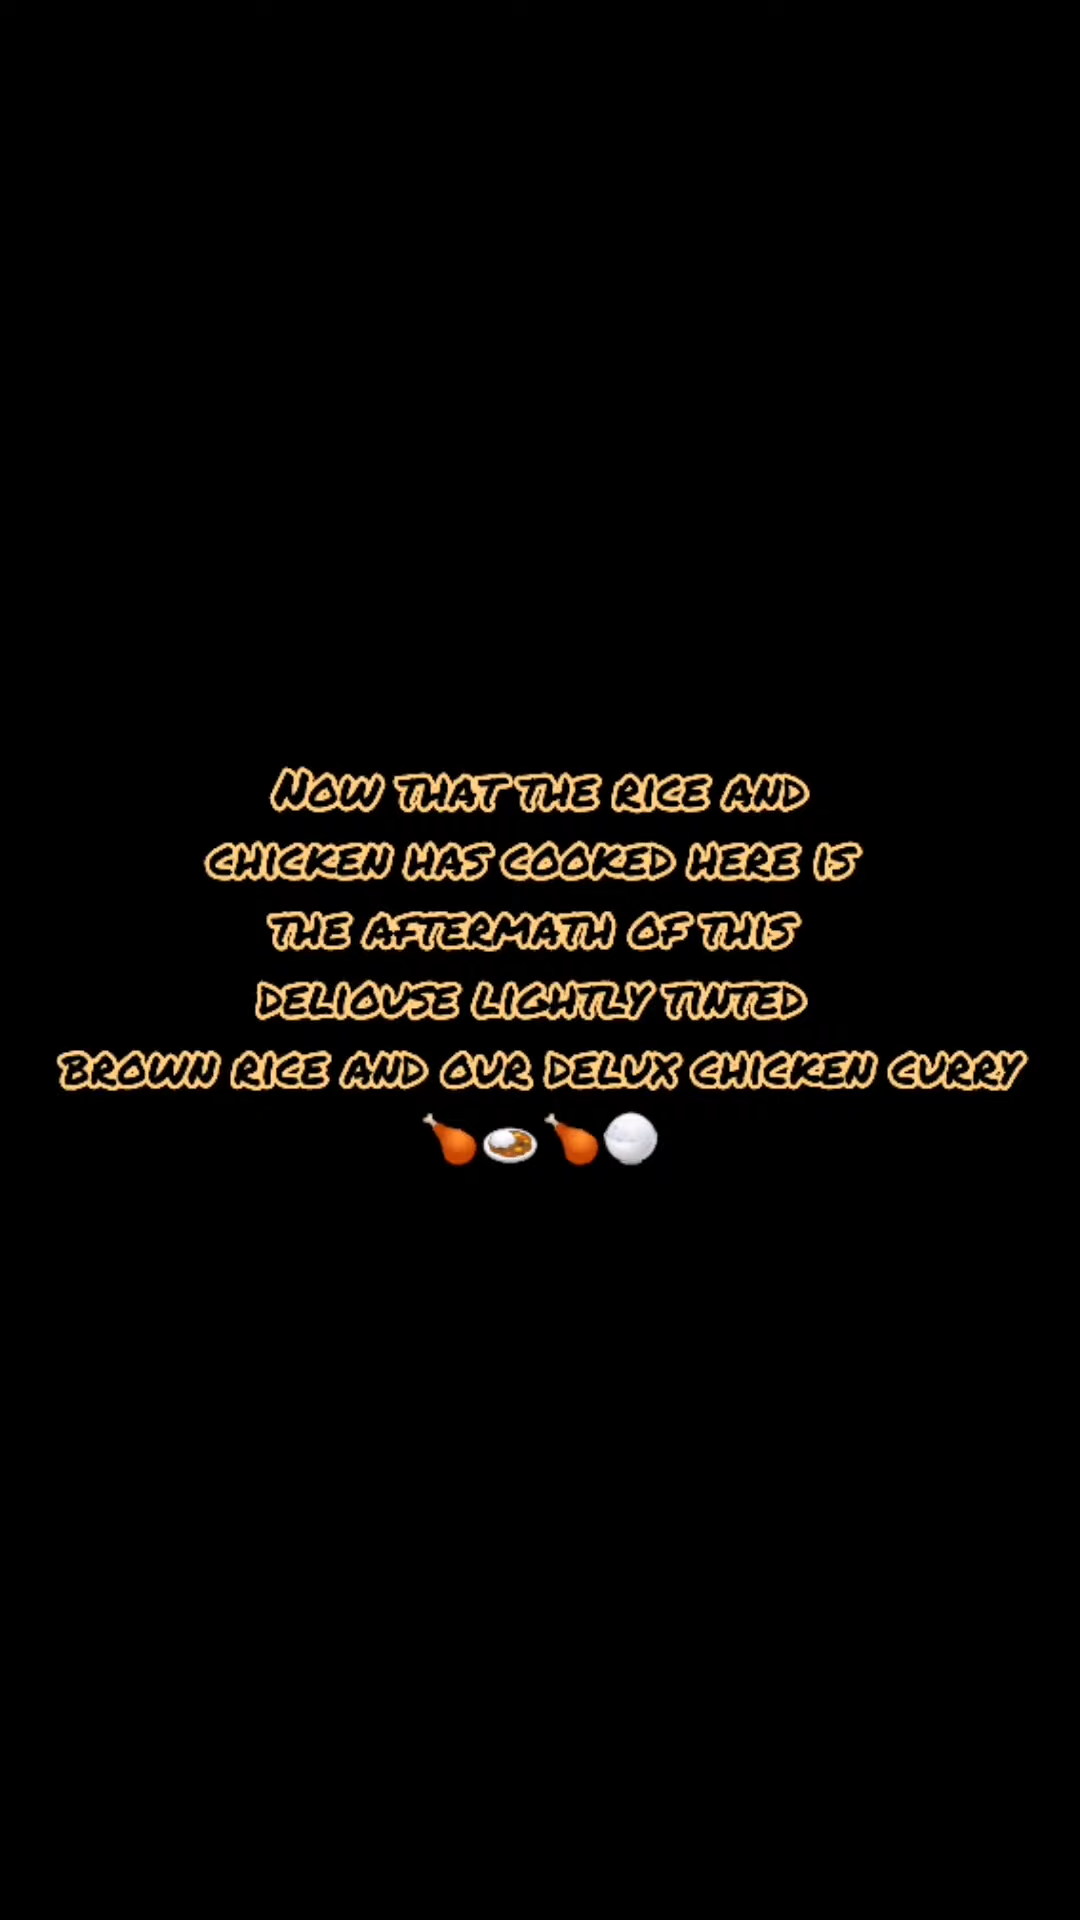 Now that the rice and
chicken has cooked here is
the aftermath of this
deliouse lightly tinted
brown rice and our delux chicken curry
🍗🍛🍗🍚